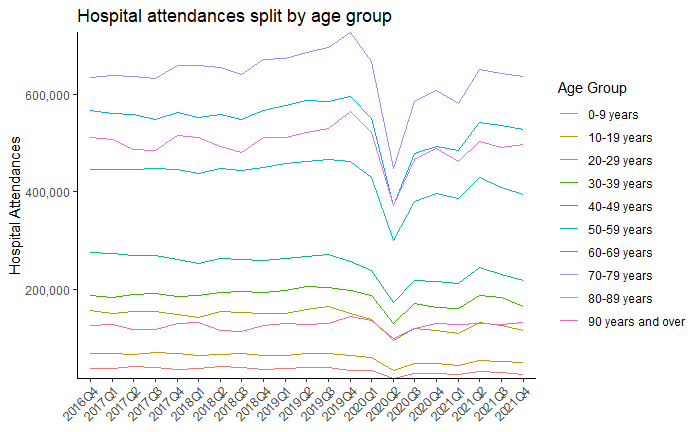 Hospital attendances split by age group
Hospital Attendances
600,000
400,000
200,000
2016Q4
2017Q1
2017Q2
2017Q3
2017Q4
2018Q1
2018Q2
2018Q3
2018Q4
2019Q1
2019Q2
2019Q3
2019Q4
2020Q1
2020Q2
2020Q3
2020Q4
2021Q1
2021Q2
2021Q3
2021Q4
Age Group
0-9 years
10-19 years
20-29 years
30-39 years
40-49 years
50-59 years
60-69 years
70-79 years
80-89 years
90 years and over